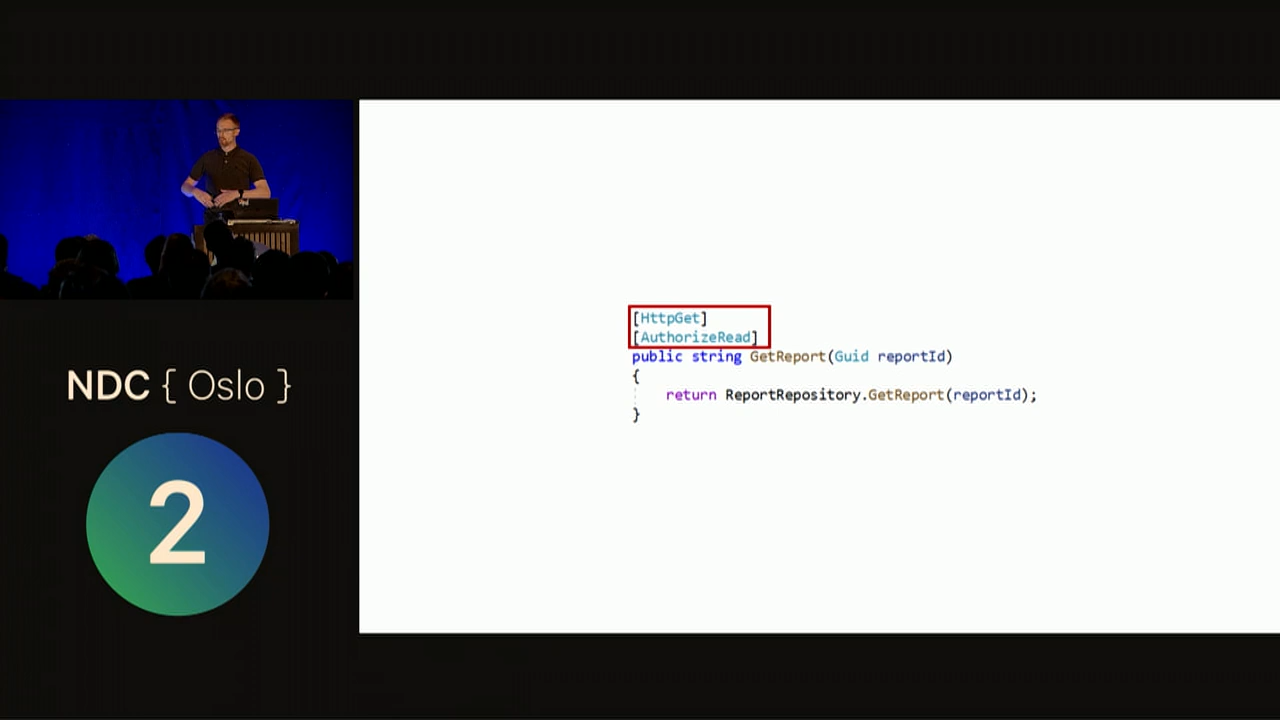 NDC { Oslo }
2
[HttpGet]
[AuthorizeRead]
public string GetReport(Guid reportId)
{
return ReportRepository.GetReport(reportId);
}